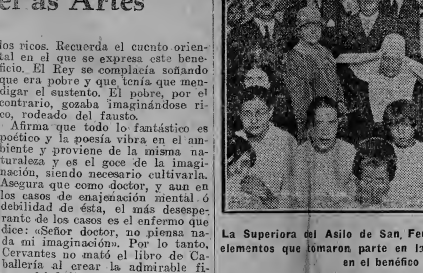 er as Artes
los ricos. Recuerda el cuento orien-
tal en el que se expresa este bene-
ficio. El Rey se complacía soñando
que era pobre y que tenía que men-
digar el sustento. El pobre, por el
contrario, gozaba imaginándose ri-
co, rodeado del fausto.
Afirma que todo lo fantástico es
poético y la poesía vibra en el am-
biente y proviene de la misma na-
turaleza y es el goce de la imagi-
nación, siendo necesario cultivarla.
Asegura que como doctor, y aun en
los casos de enajenación mental ó
debilidad de ésta, el más desespe-
rante de los casos es el enfermo que
dice: «Señor doctor, no piensa na-
da mi imaginación». Por lo tanto,
Cervantes no mató el libro de Ca-
ballería al crear la admirable fi-
La Superiora del Asilo de San Fe
elementos que tomaron parte en la
en el benéfico